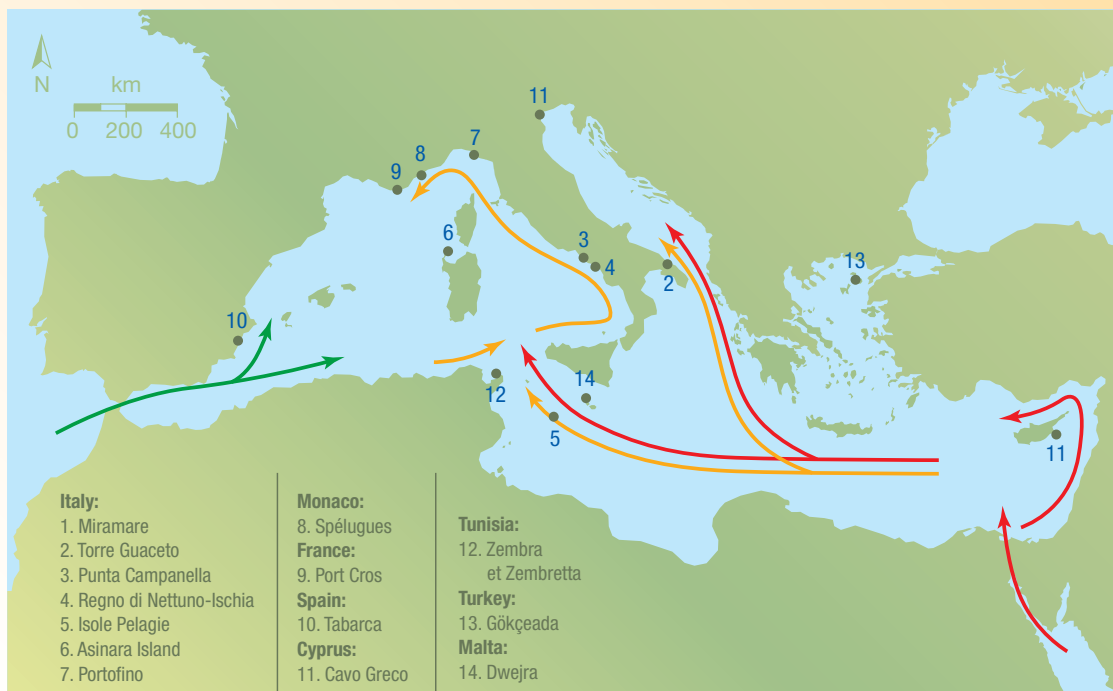 N
km
0 200 400
11
7
8
9
6
3
4
2
13
10
12
14
5
11
Italy:
1. Miramare
2. Torre Guaceto
3. Punta Campanella
4. Regno di Nettuno-Ischia
5. Isole Pelagie
6. Asinara Island
7. Portofino
Monaco:
8. Spélugues
France:
9. Port Cros
Spain:
10. Tabarca
Cyprus:
11. Cavo Greco
Tunisia:
12. Zembra
et Zembretta
Turkey:
13. Gökçeada
Malta:
14. Dwejra